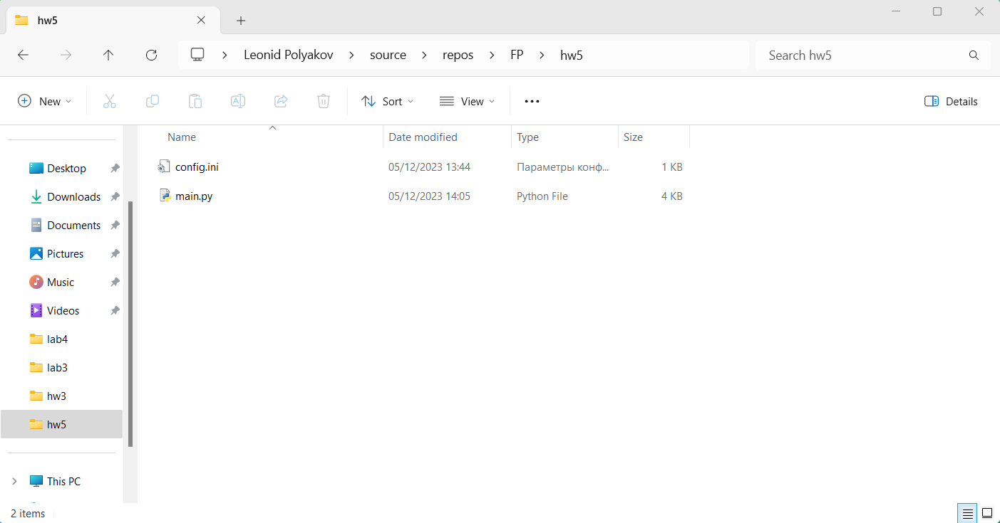 hw5
Leonid Polyakov > source > repos > FP > hw5
Search hw5
New
Sort
View
Details
Name
Date modified
Type
Size
config.ini
05/12/2023 13:44
Параметры конф...
1 KB
main.py
05/12/2023 14:05
Python File
4 KB
Desktop
Downloads
Documents
Pictures
Music
Videos
lab4
lab3
hw3
hw5
This PC
2 items